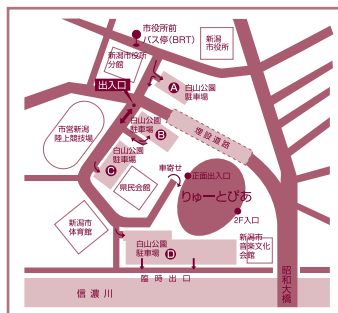 市役所前
バス停(BRT)
新潟
市役所
新潟市役所
分館
出入口
A
白山公園
駐車場
白山公園
駐車場
B
埋設道路
市営新潟
陸上競技場
白山公園
駐車場
C
車寄せ
正面出入口
県民会館
りゅーとぴあ
2F入口
新潟市
体育館
新潟市
音楽文化
会館
白山公園
駐車場
D
臨時出口
昭和大橋
信濃川